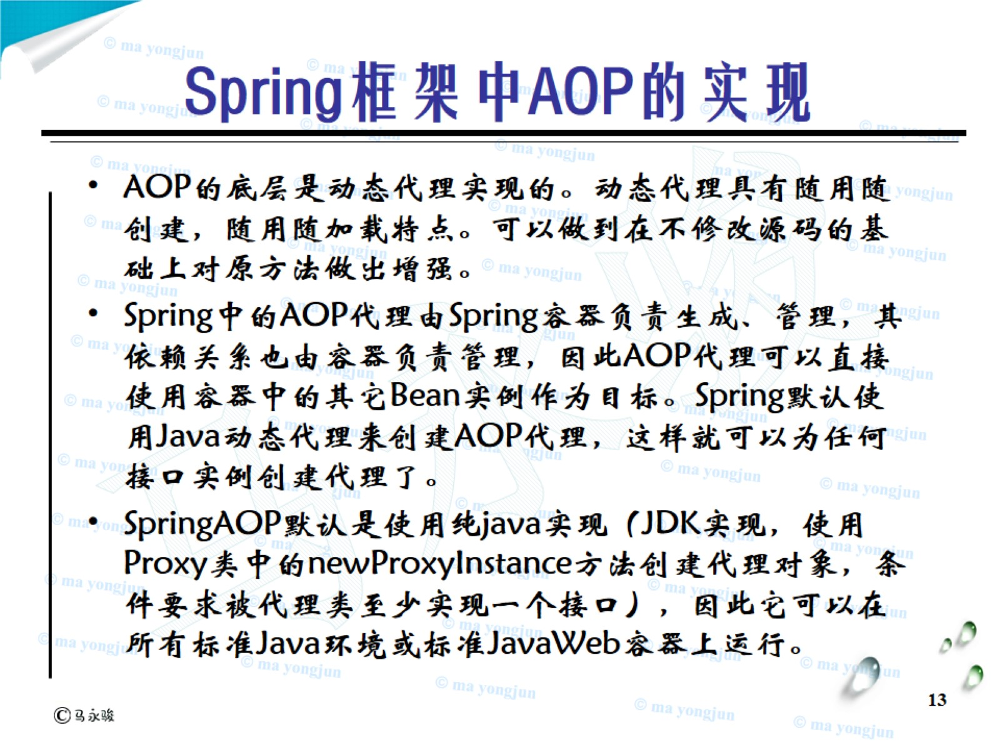 Spring框架中AOP的实现
• AOP的底层是动态代理实现的。动态代理具有随用随
创建，随用随加载特点。可以做到在不修改源码的基
础上对原方法做出增强。
• Spring中的AOP代理由Spring容器负责生成、管理，其
依赖关系也由容器负责管理，因此AOP代理可以直接
使用容器中的其它Bean实例作为目标。Spring默认使
用Java动态代理来创建AOP代理，这样就可以为任何
接口实例创建代理了。
• SpringAOP默认是使用纯java实现（JDK实现，使用
Proxy类中的newProxyInstance方法创建代理对象，条
件要求被代理类至少实现一个接口），因此它可以在
所有标准Java环境或标准JavaWeb容器上运行。
©马永骏
13
© ma yongjun
马永骏